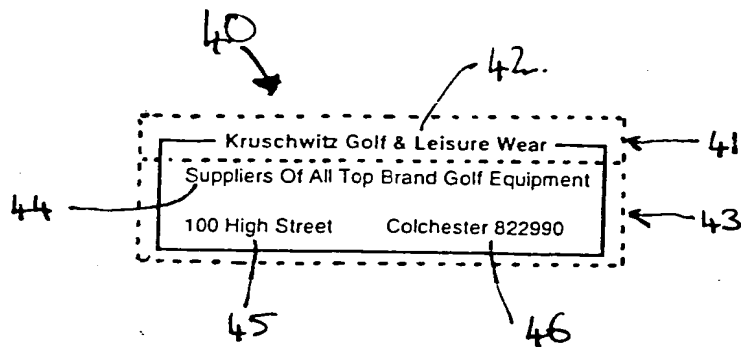 40
42.
Kruschwitz Golf & Leisure Wear
41
Suppliers Of All Top Brand Golf Equipment
44
100 High Street Colchester 822990
43
45 46